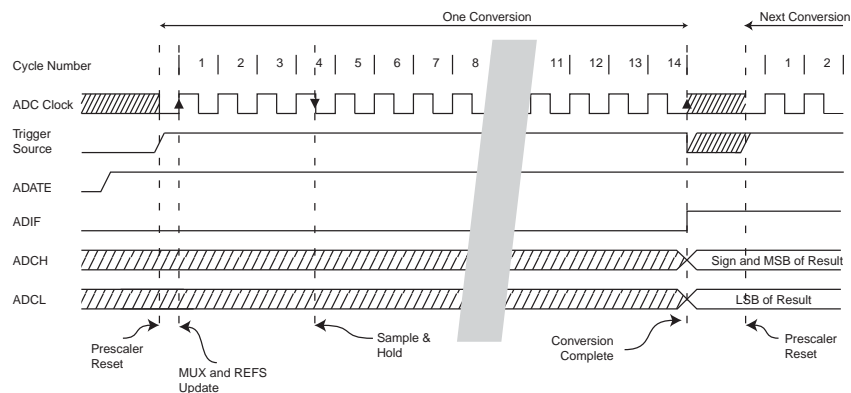 One Conversion Next Conversion
Cycle Number 1 2 3 4 5 6 7 8 11 12 13 14 1 2
ADC Clock
Trigger
Source
ADATE
ADIF
ADCH Sign and MSB of Result
ADCL LSB of Result
Prescaler
Reset
MUX and REFS
Update
Sample &
Hold
Conversion
Complete
Prescaler
Reset